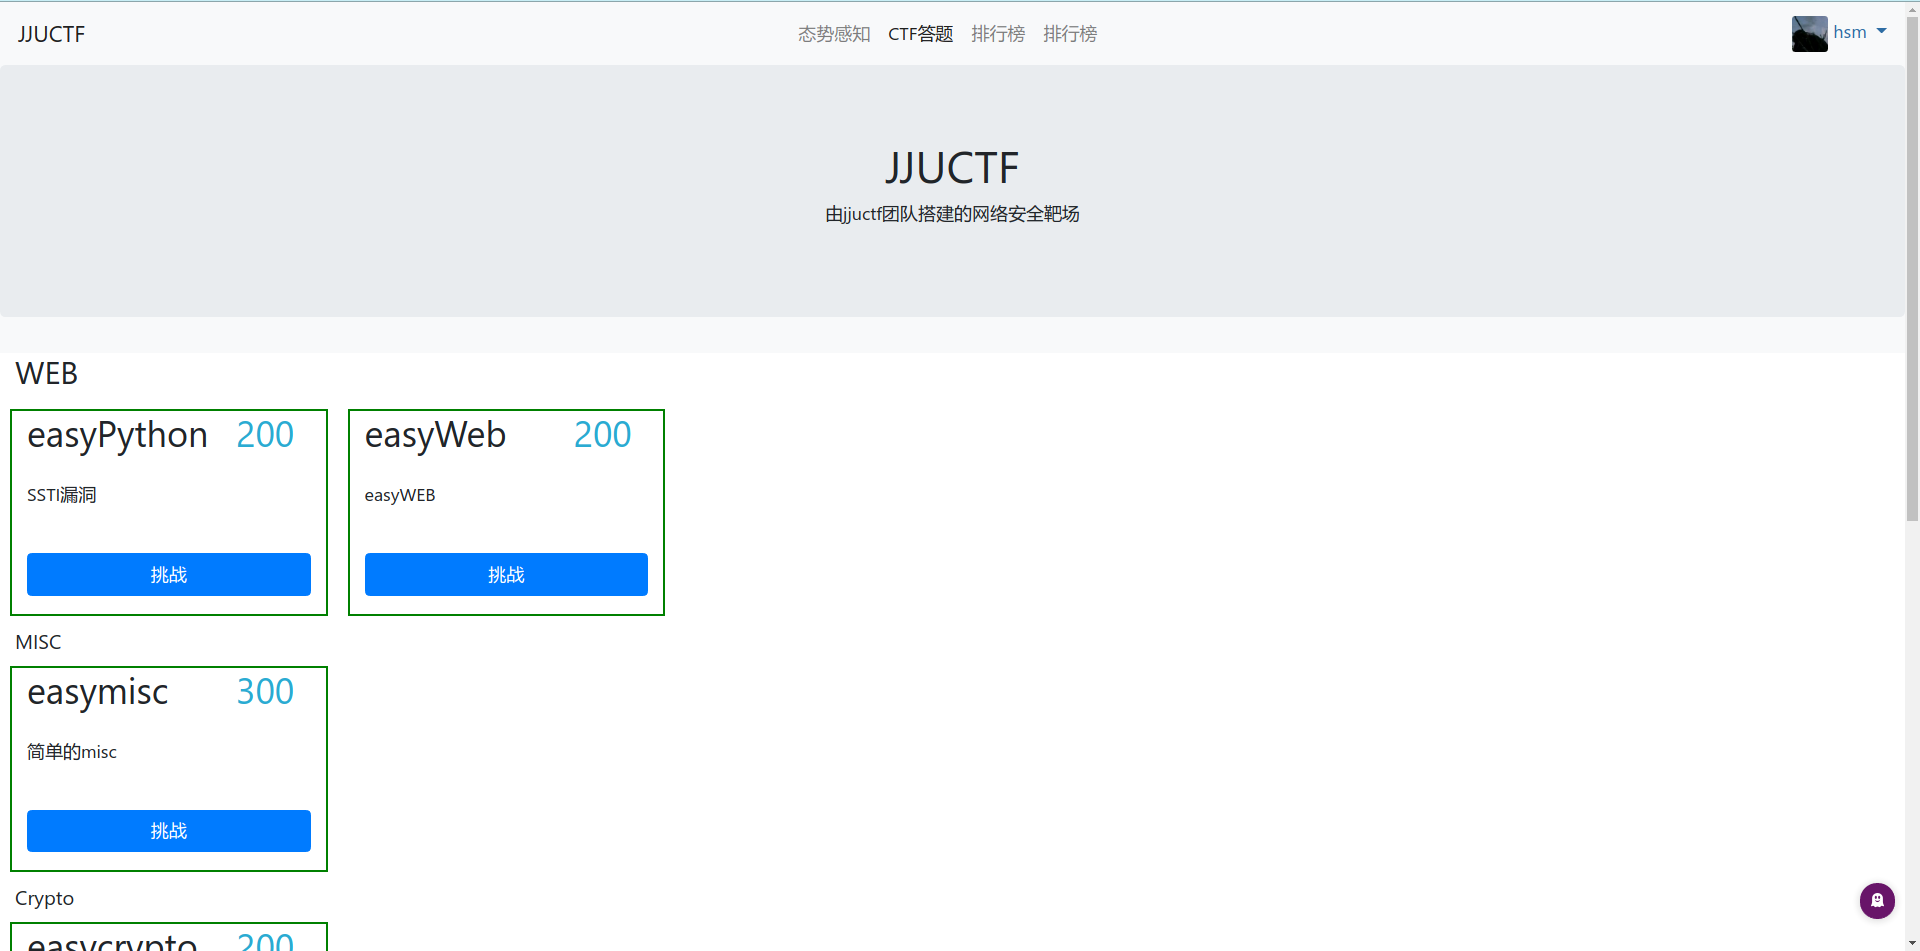 JJUCTF 态势感知 CTF答题 排行榜 排行榜 hsm
JJUCTF
由jjuctf团队搭建的网络安全靶场
WEB
easyPython 200
SSTI漏洞
挑战
easyWeb 200
easyWEB
挑战
MISC
easymisc 300
简单的misc
挑战
Crypto
easycrypto 200